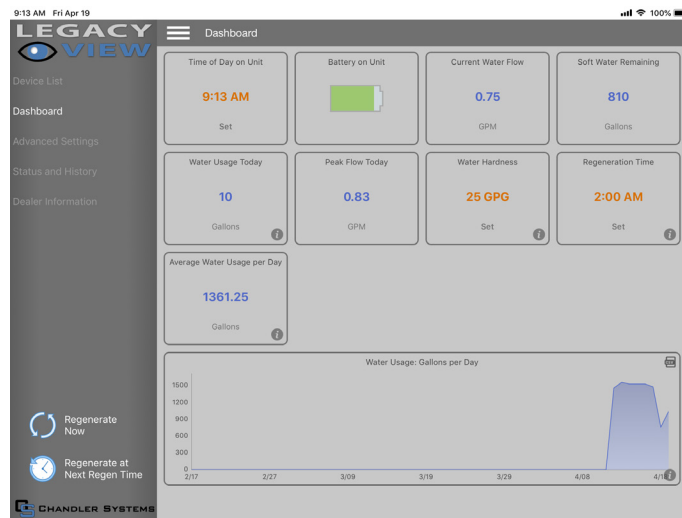 9:13 AM Fri Apr 19
100%
LEGACY
VIEW
Device List
Dashboard
Advanced Settings
Status and History
Dealer Information
Regenerate
Now
Regenerate at
Next Regen Time
CHANDLER SYSTEMS
Dashboard
Time of Day on Unit
9:13 AM
Set
Battery on Unit
Current Water Flow
0.75
GPM
Soft Water Remaining
810
Gallons
Water Usage Today
10
Gallons
i
Peak Flow Today
0.83
GPM
Water Hardness
25 GPG
Set
i
Regeneration Time
2:00 AM
Set
i
Average Water Usage per Day
1361.25
Gallons
i
Water Usage: Gallons per Day
1500
1200
900
600
300
0
2/17 2/27 3/09 3/19 3/29 4/08
i